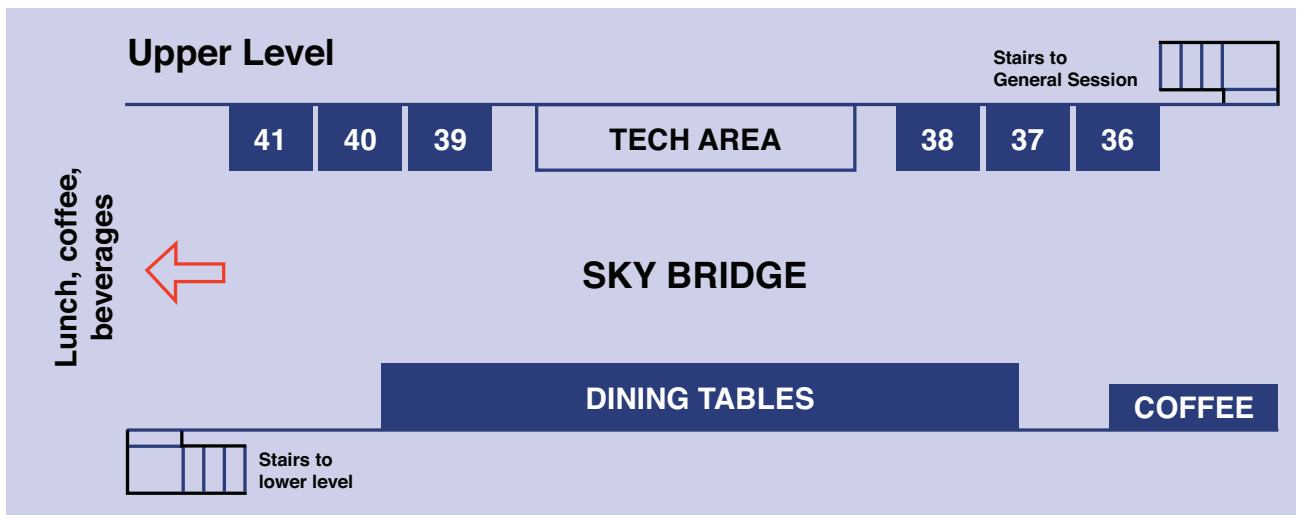 Upper Level
Stairs to
General Session
41
40
39
TECH AREA
38
37
36
Lunch, coffee,
beverages
SKY BRIDGE
DINING TABLES
COFFEE
Stairs to
lower level